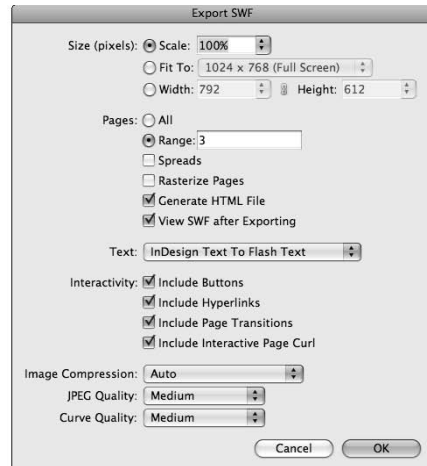 Export SWF
Size (pixels): Scale: 100%
Fit To: 1024 x 768 (Full Screen)
Width: 792 Height: 612
Pages: All
Range: 3
Spreads
Rasterize Pages
Generate HTML File
View SWF after Exporting
Text: InDesign Text To Flash Text
Interactivity: Include Buttons
Include Hyperlinks
Include Page Transitions
Include Interactive Page Curl
Image Compression: Auto
JPEG Quality: Medium
Curve Quality: Medium
Cancel OK